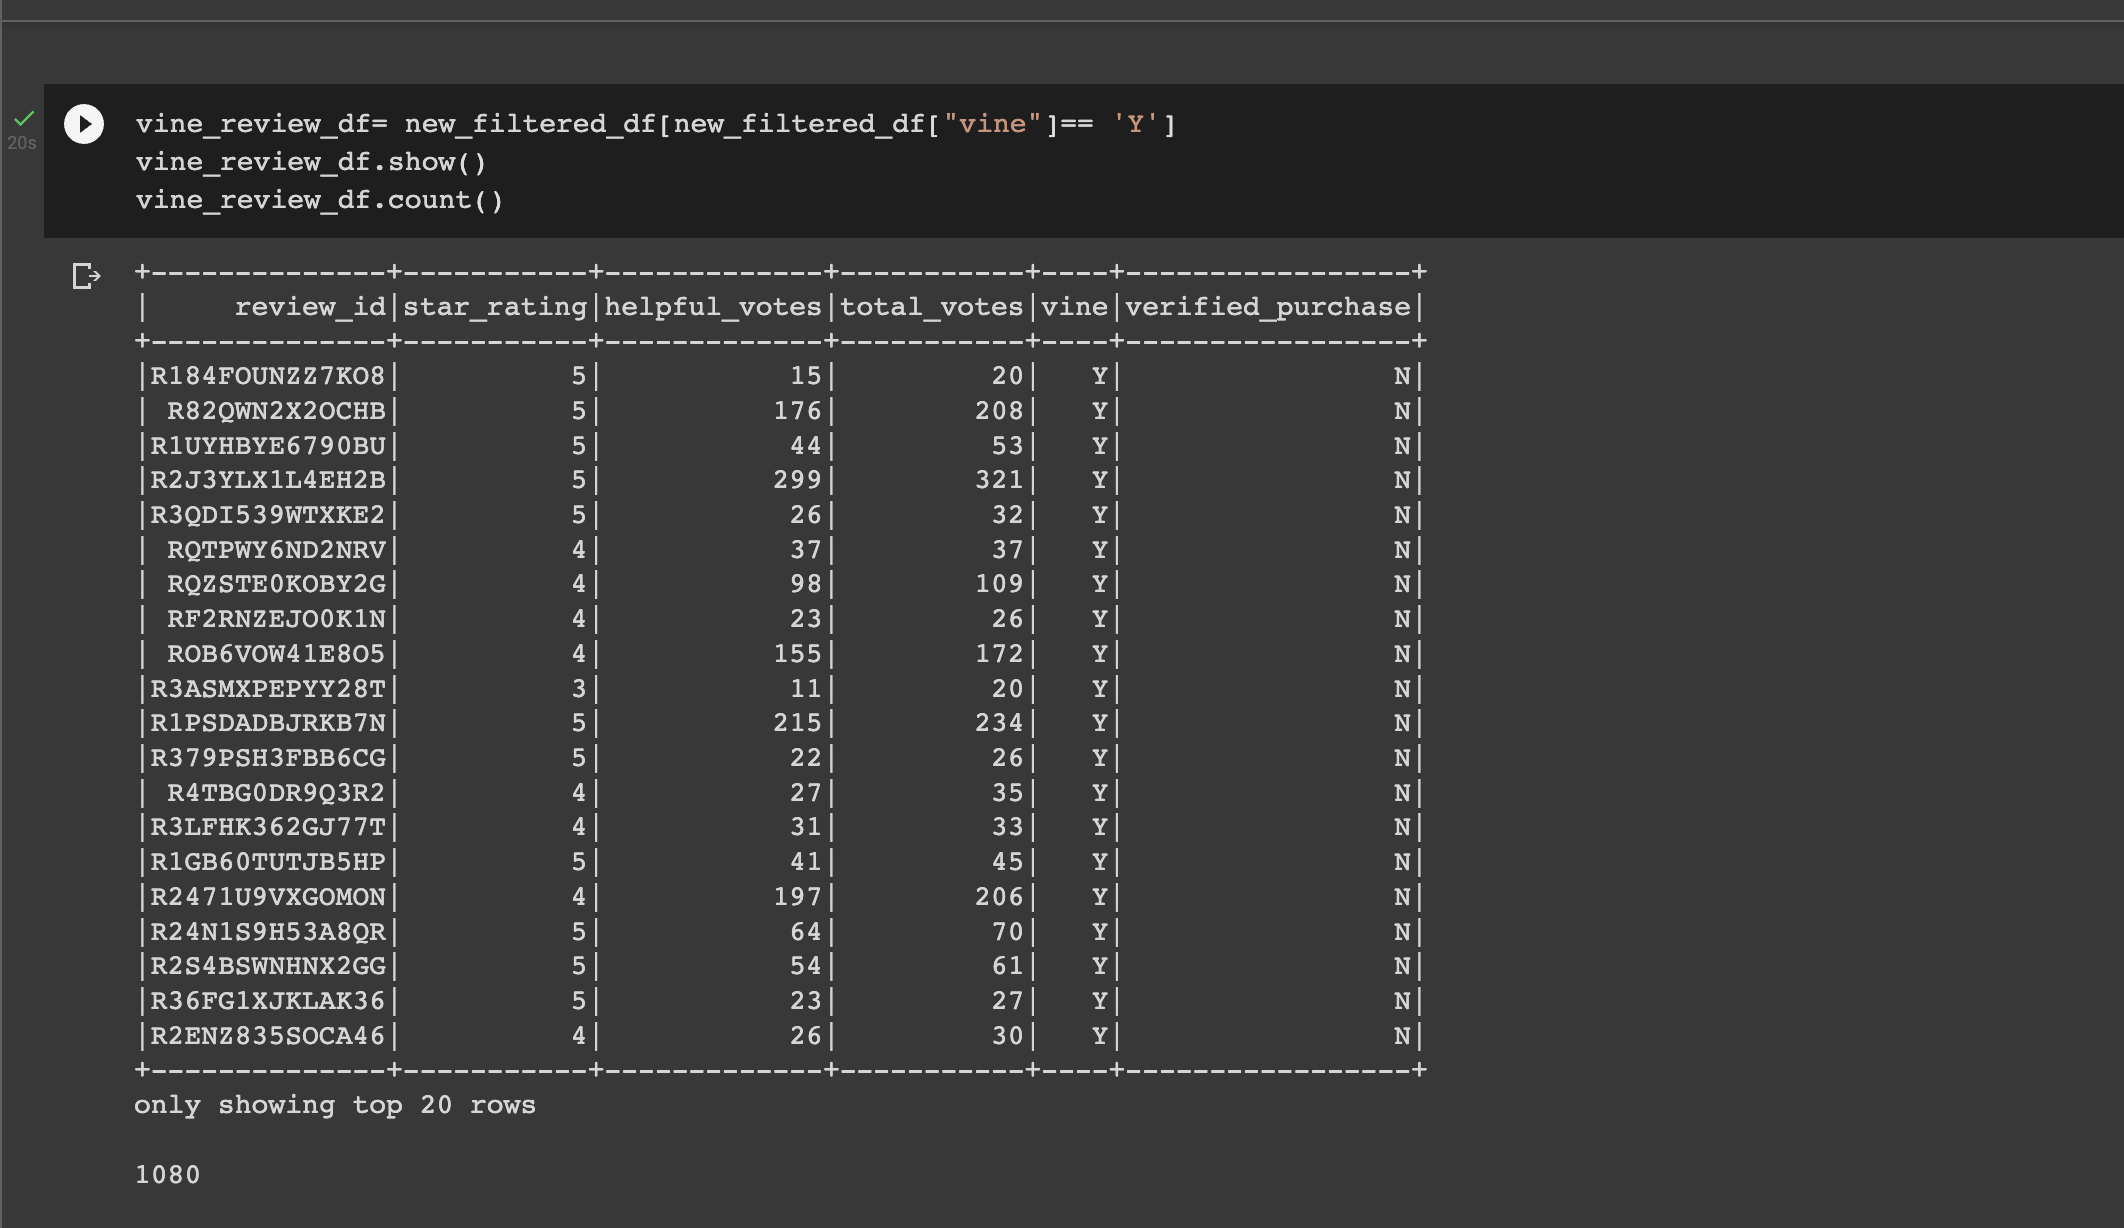 20s
vine_review_df= new_filtered_df[new_filtered_df["vine"]== 'Y']
vine_review_df.show()
vine_review_df.count()
+--------------+-----------+-------------+-----------+----+-----------------+
|     review_id|star_rating|helpful_votes|total_votes|vine|verified_purchase|
+--------------+-----------+-------------+-----------+----+-----------------+
|R184FOUNZZ7KO8|          5|           15|         20|   Y|                N|
| R82QWN2X2OCHB|          5|          176|        208|   Y|                N|
|R1UYHBYE6790BU|          5|           44|         53|   Y|                N|
|R2J3YLX1L4EH2B|          5|          299|        321|   Y|                N|
|R3QDI539WTXKE2|          5|           26|         32|   Y|                N|
| RQTPWY6ND2NRV|          4|           37|         37|   Y|                N|
| RQZSTE0KOBY2G|          4|           98|        109|   Y|                N|
| RF2RNZEJO0K1N|          4|           23|         26|   Y|                N|
| ROB6VOW41E8O5|          4|          155|        172|   Y|                N|
|R3ASMXPEPYY28T|          3|           11|         20|   Y|                N|
|R1PSDADBJRKB7N|          5|          215|        234|   Y|                N|
|R379PSH3FBB6CG|          5|           22|         26|   Y|                N|
| R4TBG0DR9Q3R2|          4|           27|         35|   Y|                N|
|R3LFHK362GJ77T|          4|           31|         33|   Y|                N|
|R1GB60TUTJB5HP|          5|           41|         45|   Y|                N|
|R2471U9VXGOMON|          4|          197|        206|   Y|                N|
|R24N1S9H53A8QR|          5|           64|         70|   Y|                N|
|R2S4BSWNHNX2GG|          5|           54|         61|   Y|                N|
|R36FG1XJKLAK36|          5|           23|         27|   Y|                N|
|R2ENZ835SOCA46|          4|           26|         30|   Y|                N|
+--------------+-----------+-------------+-----------+----+-----------------+
only showing top 20 rows
1080